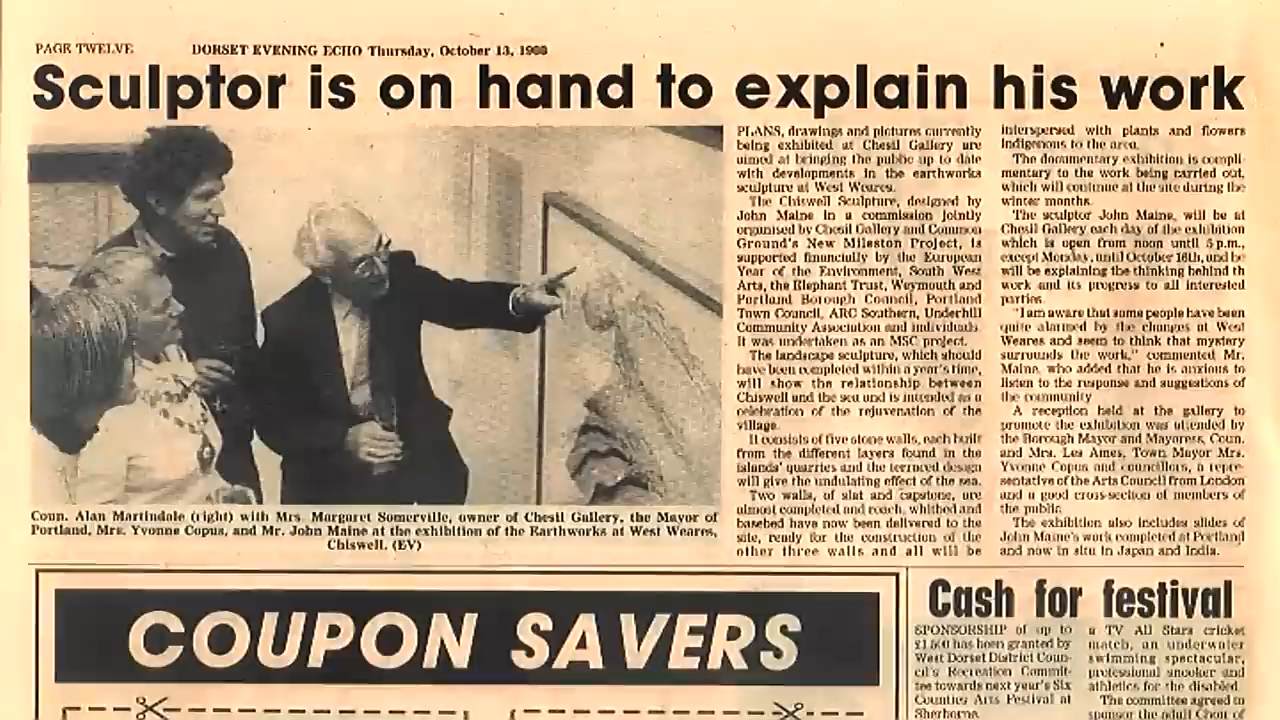 PAGE TWELVE
DORSET EVENING ECHO Thursday, October 13, 1988
Sculptor is on hand to explain his work
Coun. Alan Martindale (right) with Mrs. Margaret Somerville, owner of Chesil Gallery, the Mayor of
Portland, Mrs. Yvonne Copus, and Mr. John Maine at the exhibition of the Earthworks at West Weares,
Chiswell. (EV)
PLANS, drawings and pictures currently
being exhibited at Chesil Gallery are
aimed at bringing the public up to date
with developments in the earthworks
sculpture at West Weares.
The Chiswell Sculpture, designed by
John Maine in a commission jointly
organised by Chesil Gallery and Common
Ground's New Mileston Project, is
supported financially by the European
Year of the Environment, South West
Arts, the Elephant Trust, Weymouth and
Portland Borough Council, Portland
Town Council, ARC Southern, Underhill
Community Association and individuals.
It was undertaken as an MSC project.
The landscape sculpture, which should
have been completed within a year's time,
will show the relationship between
Chiswell and the sea and is intended as a
celebration of the rejuvenation of the
village.
It consists of five stone walls, each built
from the different layers found in the
islands' quarries and the terraced design
will give the undulating effect of the sea.
Two walls, of slat and capstone, are
almost completed and roach, whitbed and
basebed have now been delivered to the
site, ready for the construction of the
other three walls and all will be
interspersed with plants and flowers
indigenous to the area.
The documentary exhibition is compli-
mentary to the work being carried out,
which will continue at the site during the
winter months.
The sculptor John Maine, will be at
Chesil Gallery each day of the exhibition
which is open from noon until 5 p.m.,
except Monday, until October 16th, and he
will be explaining the thinking behind th
work and its progress to all interested
parties.
"I am aware that some people have been
quite alarmed by the changes at West
Weares and seem to think that mystery
surrounds the work," commented Mr.
Maine, who added that he is anxious to
listen to the response and suggestions of
the community
A reception held at the gallery to
promote the exhibition was attended by
the Borough Mayor and Mayoress, Coun.
and Mrs. Les Ames, Town Mayor Mrs.
Yvonne Copus and councillors, a repre-
sentative of the Arts Council from London
and a good cross-section of members of
the public.
The exhibition also includes slides of
John Maine's work completed at Portland
and now in situ in Japan and India.
COUPON SAVERS
Cash for festival
SPONSORSHIP of up to
£1,500 has been granted by
West Dorset District Coun-
cil's Recreation Commit-
tee towards next year's Six
Counties Arts Festival at
Sherborne.
a TV All Stars cricket
match, an underwater
swimming spectacular,
professional snooker and
athletics for the disabled.
The committee agreed to
sponsor the adult Choir of